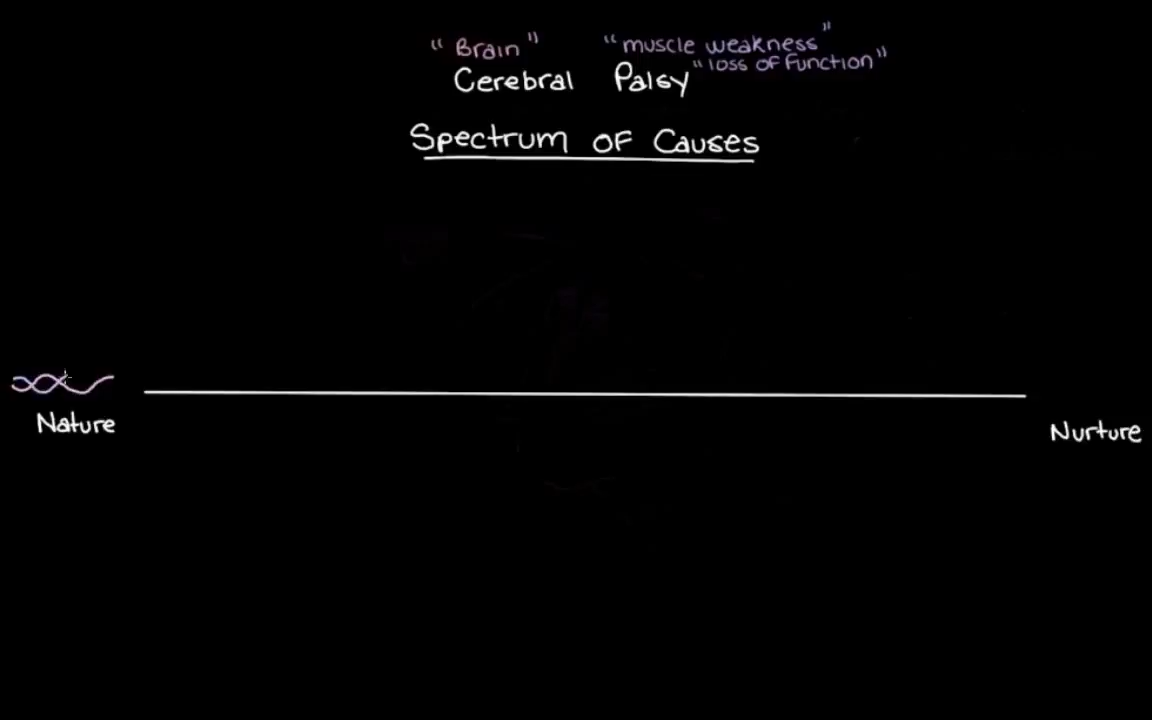 "Brain" "muscle weakness"
"loss of function"
Cerebral Palsy
Spectrum of Causes
Nature
Nurture